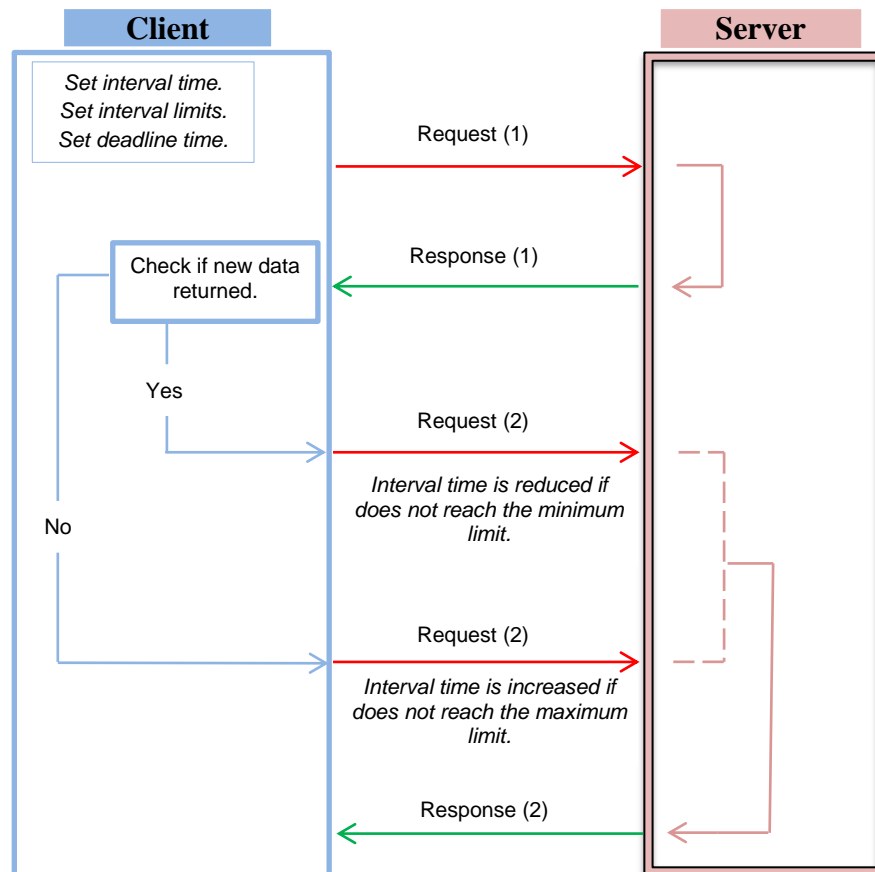 Client
Server
Set interval time.
Set interval limits.
Set deadline time.
Request (1)
Response (1)
Check if new data
returned.
Yes
Request (2)
Interval time is reduced if
does not reach the minimum
limit.
No
Request (2)
Interval time is increased if
does not reach the maximum
limit.
Response (2)